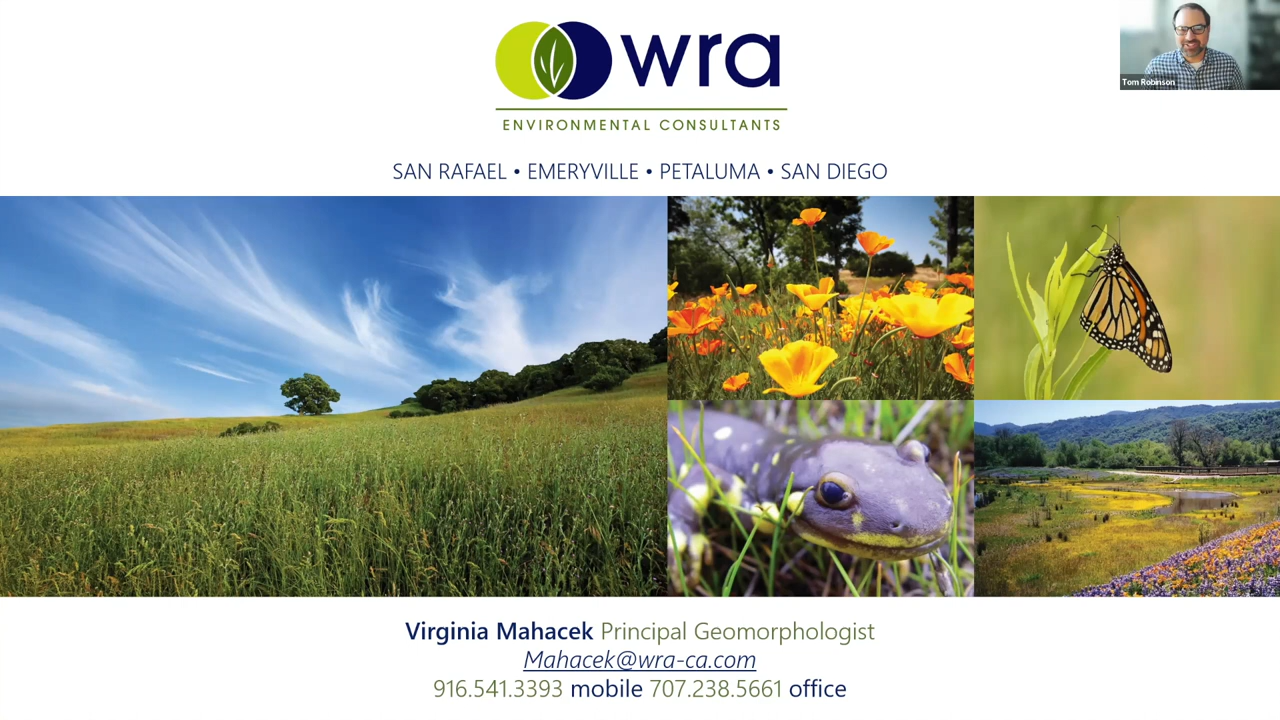 wra
ENVIRONMENTAL CONSULTANTS
Tom Robinson
SAN RAFAEL • EMERYVILLE • PETALUMA • SAN DIEGO
Virginia Mahacek Principal Geomorphologist
Mahacek@wra-ca.com
916.541.3393 mobile 707.238.5661 office